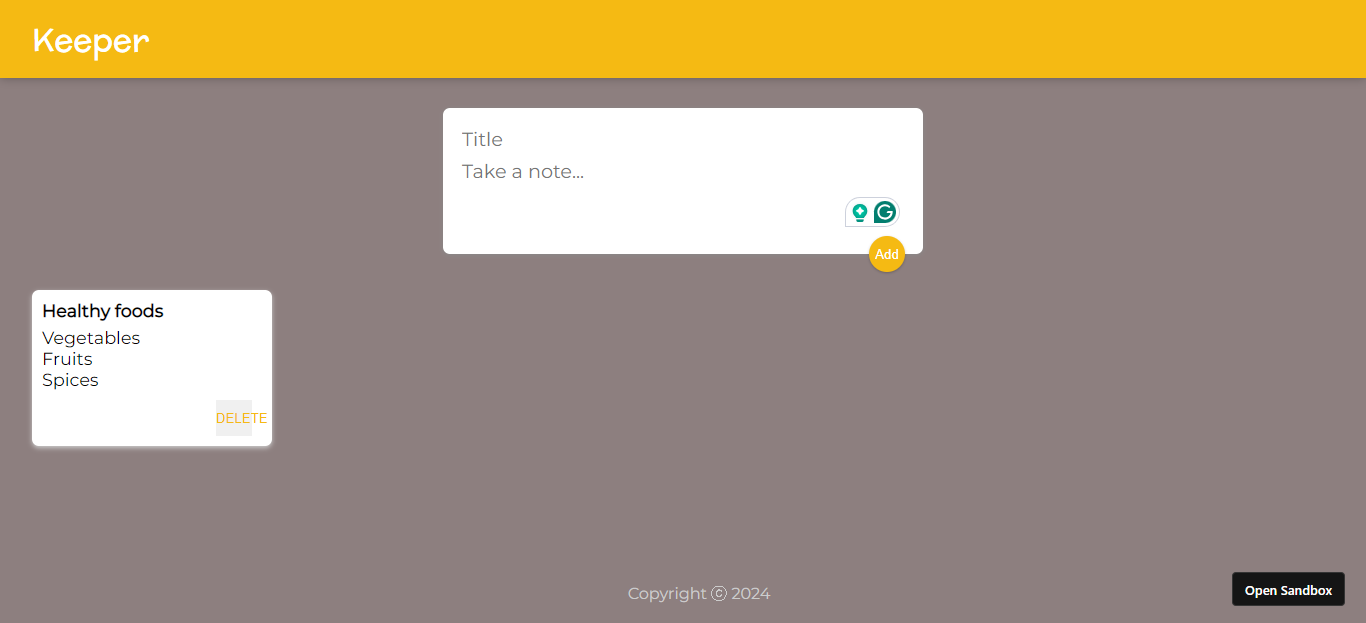 Keeper
Title
Take a note...
Add
Healthy foods
Vegetables
Fruits
Spices
DELETE
Copyright ⓒ 2024
Open Sandbox